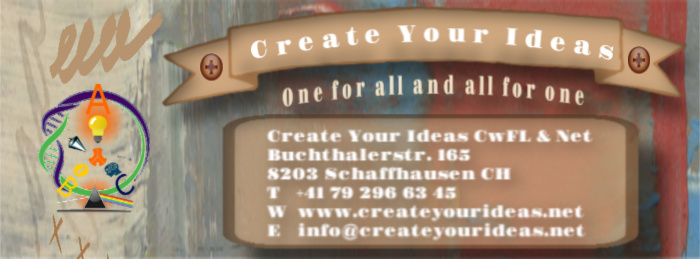 Create Your Ideas
One for all and all for one
A
Create Your Ideas CwFL & Net
Buchthalerstr. 165
8203 Schaffhausen CH
T +41 79 296 63 45
W www.createyourideas.net
E info@createyourideas.net